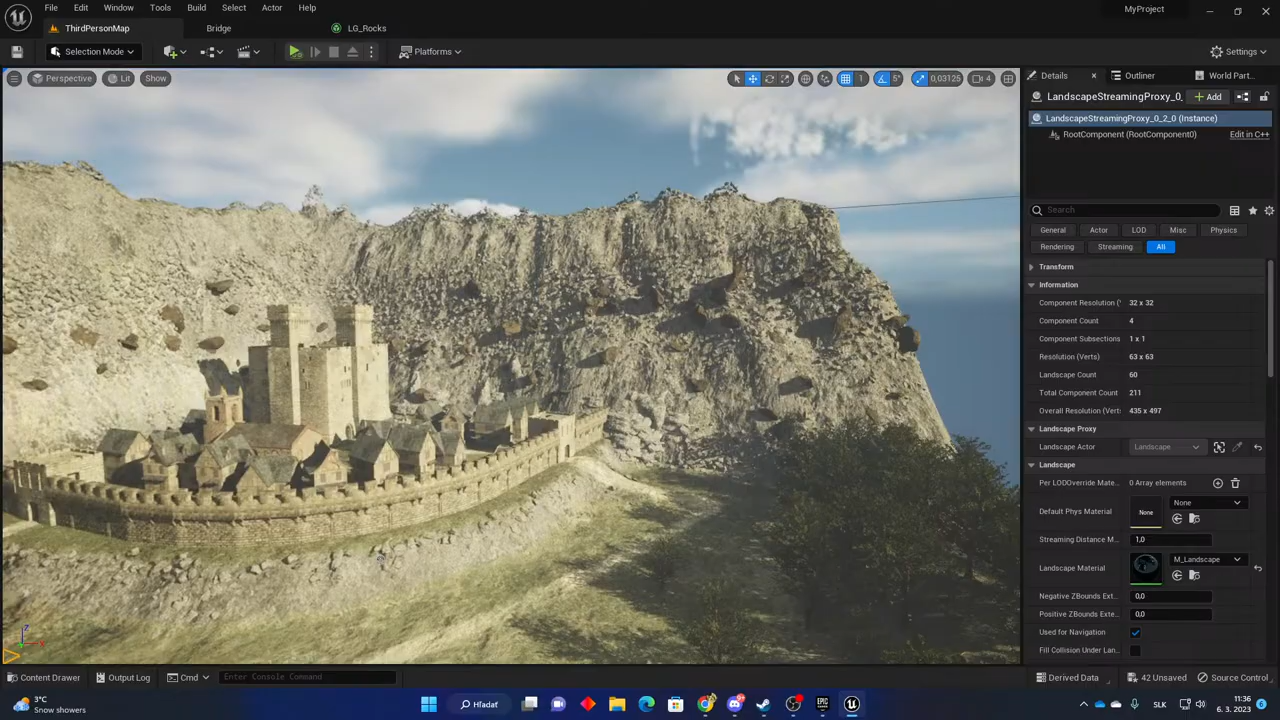 File Edit Window Tools Build Select Actor Help
MyProject
ThirdPersonMap Bridge LG_Rocks
Selection Mode Platforms Settings
Perspective Lit Show 1 5° 0,03125 4
Details Outliner World Part...
LandscapeStreamingProxy_0_ Add
LandscapeStreamingProxy_0_2_0 (Instance)
RootComponent (RootComponent0) Edit in C++
Search
General Actor LOD Misc Physics
Rendering Streaming All
Transform
Information
Component Resolution (V 32 x 32
Component Count 4
Component Subsections 1 x 1
Resolution (Verts) 63 x 63
Landscape Count 60
Total Component Count 211
Overall Resolution (Verts 435 x 497
Landscape Proxy
Landscape Actor Landscape
Landscape
Per LODOverride Mate... 0 Array elements
None
Default Phys Material None
Streaming Distance M... 1,0
M_Landscape
Landscape Material
Negative ZBounds Ext... 0,0
Positive ZBounds Exte... 0,0
Used for Navigation
Fill Collision Under Lan...
Z
X
Content Drawer Output Log Cmd Enter Console Command Derived Data 42 Unsaved Source Control
3°C
Snow showers
Hľadať
EPIC GAMES
SLK
11:36
6. 3. 2023